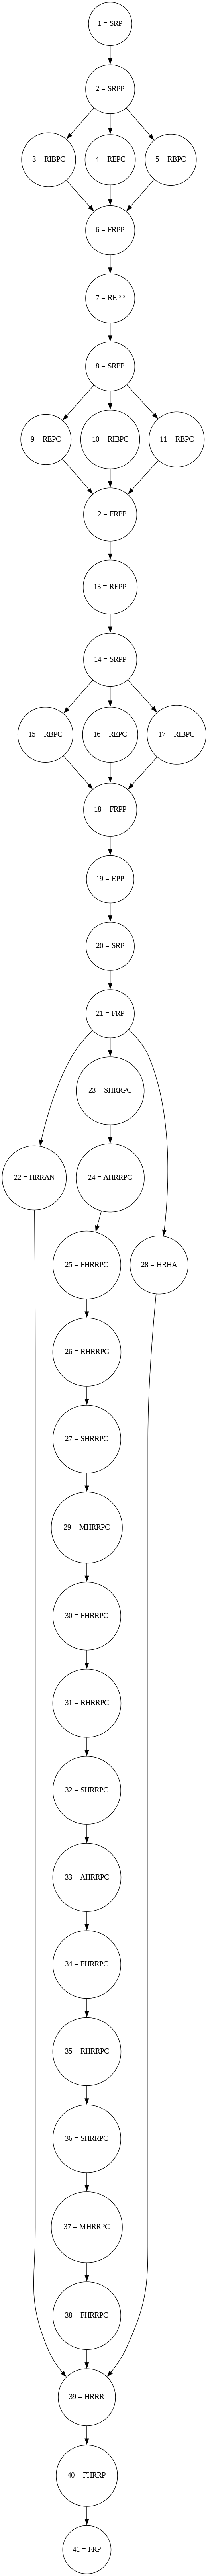 1 = SRP
2 = SRPP
3 = RIBPC
4 = REPC
5 = RBPC
6 = FRPP
7 = REPP
8 = SRPP
9 = REPC
10 = RIBPC
11 = RBPC
12 = FRPP
13 = REPP
14 = SRPP
15 = RBPC
16 = REPC
17 = RIBPC
18 = FRPP
19 = EPP
20 = SRP
21 = FRP
23 = SHRRPC
22 = HRRAN
24 = AHRRPC
25 = FHRRPC
28 = HRHA
26 = RHRRPC
27 = SHRRPC
29 = MHRRPC
30 = FHRRPC
31 = RHRRPC
32 = SHRRPC
33 = AHRRPC
34 = FHRRPC
35 = RHRRPC
36 = SHRRPC
37 = MHRRPC
38 = FHRRPC
39 = HRRR
40 = FHRRP
41 = FRP